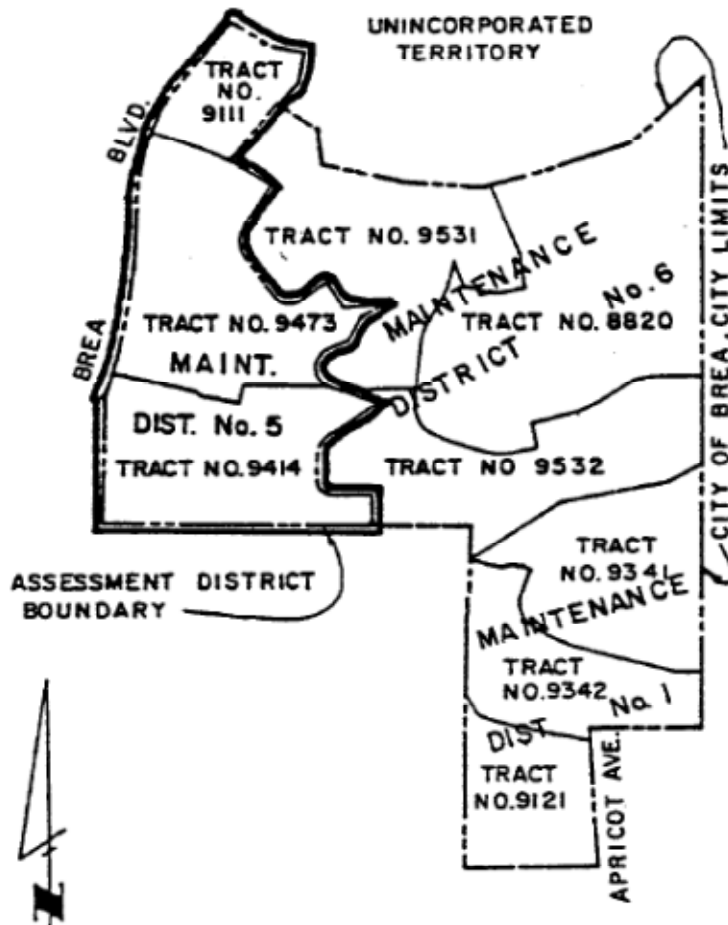 UNINCORPORATED
TERRITORY
TRACT
NO.
9111
BLVD.
BREA
TRACT NO. 9531
MAINTENANCE
DISTRICT
No. 6
TRACT NO. 9473
TRACT NO. 8820
MAINT.
DIST. No. 5
TRACT NO. 9414
TRACT NO 9532
CITY OF BREA, CITY LIMITS
ASSESSMENT DISTRICT
BOUNDARY
TRACT
NO. 9341
MAINTENANCE
DIST
No. 1
TRACT
NO. 9342
TRACT
NO. 9121
APRICOT AVE.
N